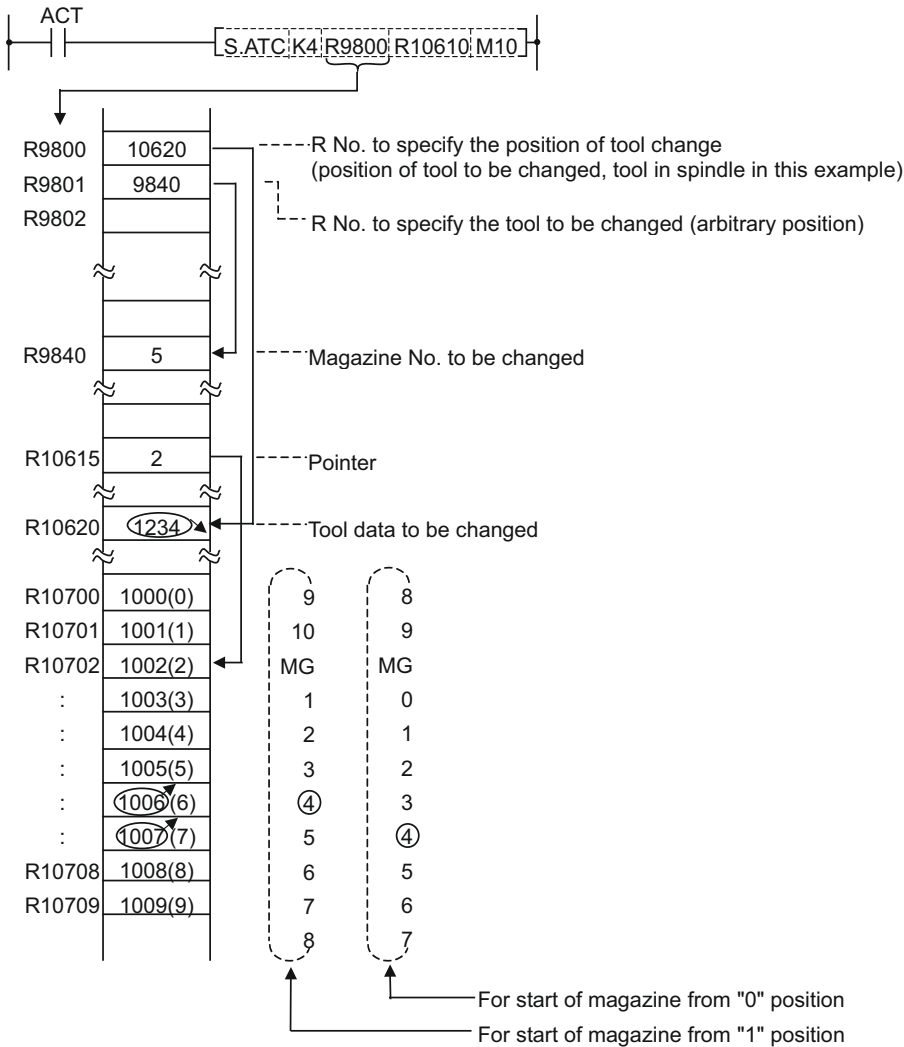 ACT
S.ATC K4 R9800 R10610 M10
R9800 10620 R No. to specify the position of tool change
(position of tool to be changed, tool in spindle in this example)
R9801 9840
R9802 R No. to specify the tool to be changed (arbitrary position)
R9840 5 Magazine No. to be changed
R10615 2 Pointer
R10620 1234 Tool data to be changed
R10700 1000(0) 9 8
R10701 1001(1) 10 9
R10702 1002(2) MG MG
: 1003(3) 1 0
: 1004(4) 2 1
: 1005(5) 3 2
: 1006(6) ④ 3
: 1007(7) 5 ④
R10708 1008(8) 6 5
R10709 1009(9) 7 6
8 7
For start of magazine from "0" position
For start of magazine from "1" position